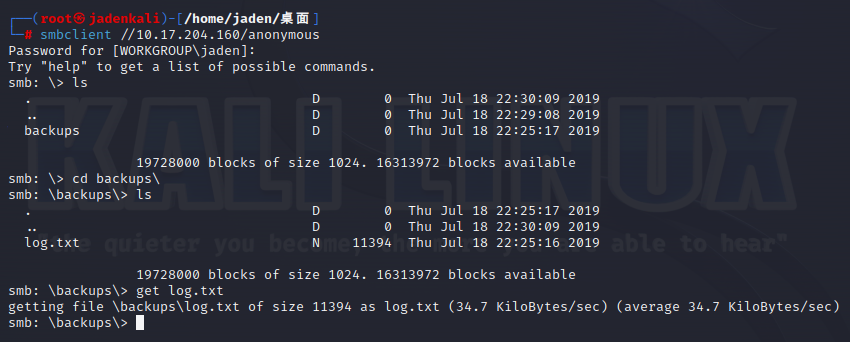 ┌──(root㉿jadenkali)-[/home/jaden/桌面]
└─# smbclient //10.17.204.160/anonymous
Password for [WORKGROUP\jaden]:
Try "help" to get a list of possible commands.
smb: \> ls
  .                                   D        0  Thu Jul 18 22:30:09 2019
  ..                                  D        0  Thu Jul 18 22:29:08 2019
  backups                             D        0  Thu Jul 18 22:25:17 2019
                19728000 blocks of size 1024. 16313972 blocks available
smb: \> cd backups\
smb: \backups\> ls
  .                                   D        0  Thu Jul 18 22:25:17 2019
  ..                                  D        0  Thu Jul 18 22:30:09 2019
  log.txt                             N    11394  Thu Jul 18 22:25:16 2019
                19728000 blocks of size 1024. 16313972 blocks available
smb: \backups\> get log.txt
getting file \backups\log.txt of size 11394 as log.txt (34.7 KiloBytes/sec) (average 34.7 KiloBytes/sec)
smb: \backups\>
KALI LINUX
the quieter you become, able to hear"